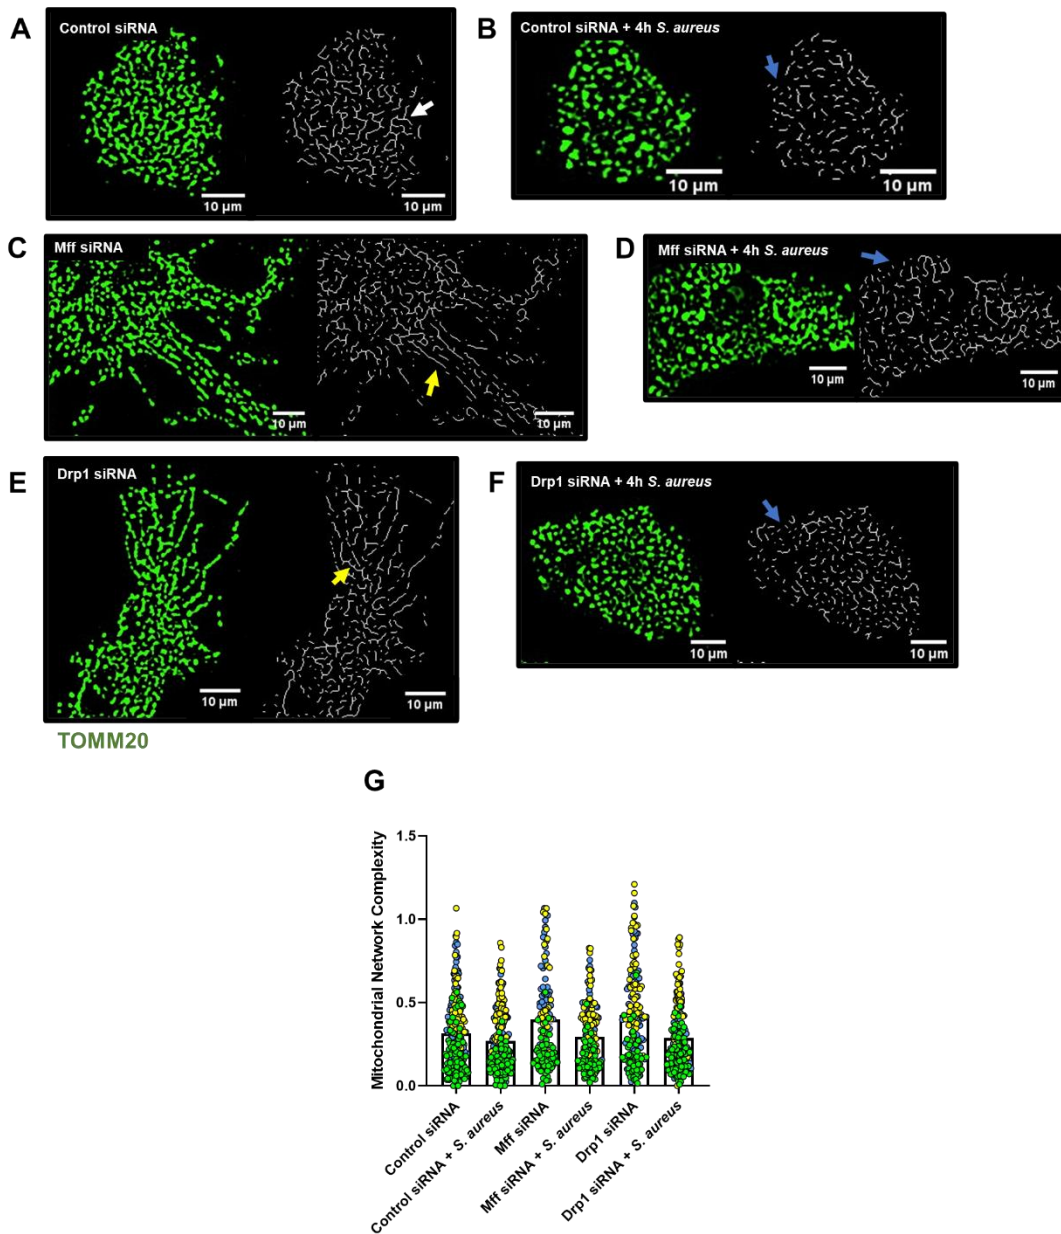 A
Control siRNA
10 µm
10 µm
B
Control siRNA + 4h S. aureus
10 µm
10 µm
C
Mff siRNA
10 µm
10 µm
D
Mff siRNA + 4h S. aureus
10 µm
10 µm
E
Drp1 siRNA
10 µm
10 µm
F
Drp1 siRNA + 4h S. aureus
10 µm
10 µm
TOMM20
G
Mitochondrial Network Complexity
1.5
1.0
0.5
0.0
Control siRNA
Control siRNA + S. aureus
Mff siRNA
Mff siRNA + S. aureus
Drp1 siRNA
Drp1 siRNA + S. aureus